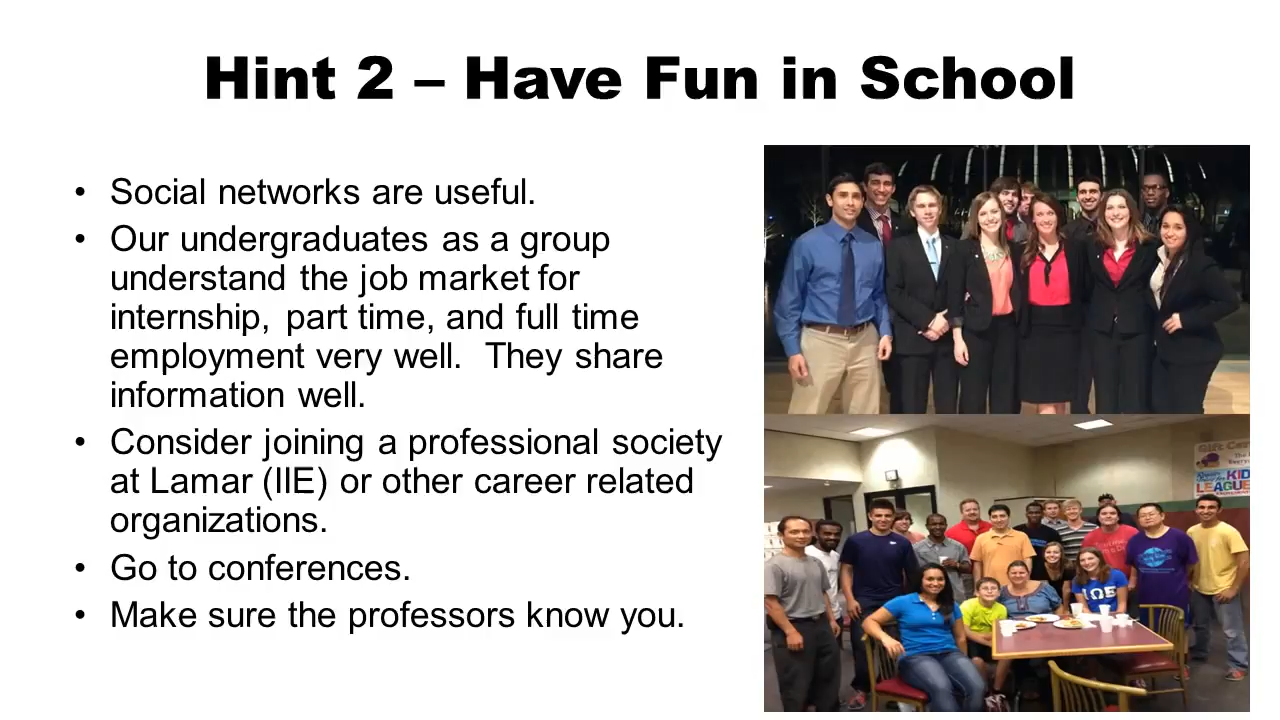 Hint 2 – Have Fun in School
• Social networks are useful.
• Our undergraduates as a group
understand the job market for
internship, part time, and full time
employment very well.  They share
information well.
• Consider joining a professional society
at Lamar (IIE) or other career related
organizations.
• Go to conferences.
• Make sure the professors know you.
KID
LEAGUE